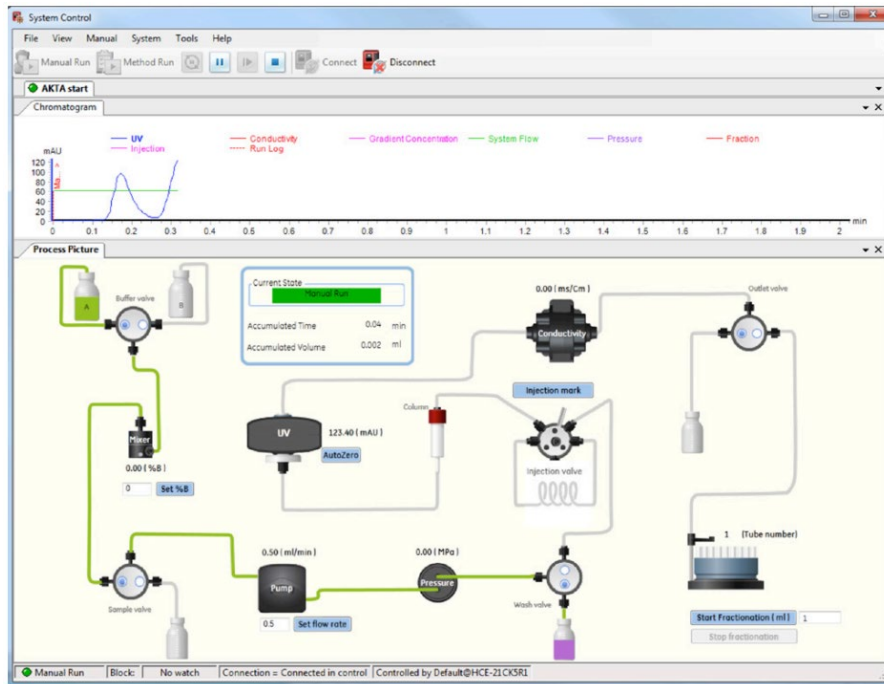 System Control
File View Manual System Tools Help
Manual Run Method Run Connect Disconnect
AKTA start
Chromatogram
UV Conductivity Gradient Concentration System Flow Pressure Fraction
Injection Run Log
mAU
120
100
80
60
40
20
0
Ma...
0 0.1 0.2 0.3 0.4 0.5 0.6 0.7 0.8 0.9 1 1.1 1.2 1.3 1.4 1.5 1.6 1.7 1.8 1.9 2 min
Process Picture
A
B
Buffer valve
Current State
Manual Run
Accumulated Time 0.04 min
Accumulated Volume 0.002 ml
0.00 ( ms/Cm )
Conductivity
Outlet valve
Injection mark
Column
UV
123.40 ( mAU )
AutoZero
Injection valve
Mixer
0.00 ( %B )
0 Set %B
1 (Tube number)
0.50 ( ml/min )
0.00 ( MPa )
Pump
Pressure
Sample valve
Wash valve
0.5 Set flow rate
Start Fractionation ( ml ) 1
Stop fractionation
Manual Run Block: No watch Connection = Connected in control Controlled by Default@HCE-21CK5R1